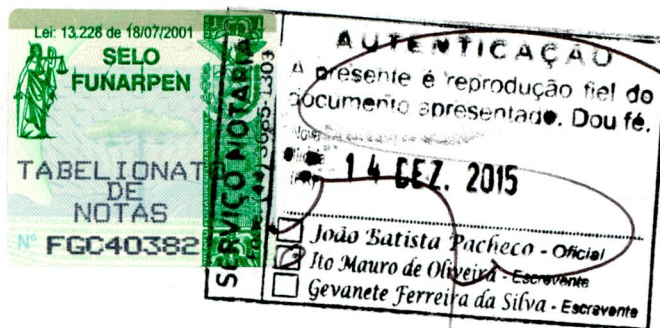 Lei: 13.228 de 18/07/2001
SELO
FUNARPEN
TABELIONATO
DE
NOTAS
Nº FGC40382
SERVIÇO NOTARIA
AUTENTICAÇÃO
A presente é reprodução fiel do
documento apresentado. Dou fé.
14 DEZ. 2015
João Batista Pacheco - Oficial
Ito Mauro de Oliveira - Escrevente
Gevanete Ferreira da Silva - Escrevente